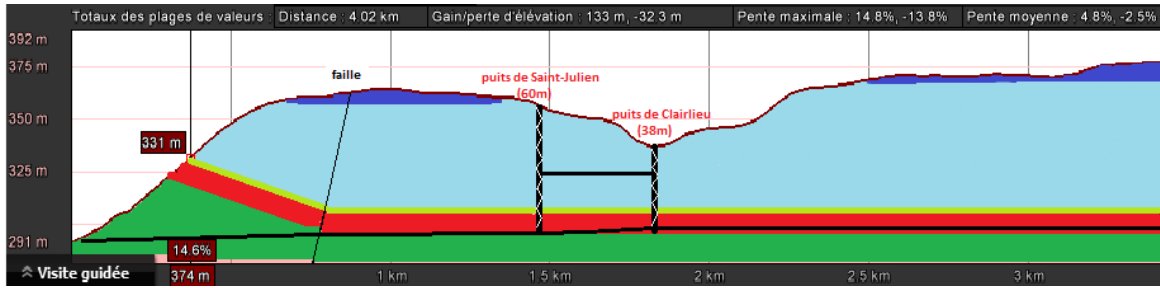 Totaux des plages de valeurs : Distance : 4.02 km Gain/perte d'élévation : 133 m, -32.3 m Pente maximale : 14.8%, -13.8% Pente moyenne : 4.8%, -2.5%
392 m
375 m
350 m
331 m
325 m
291 m
faille
puits de Saint-Julien
(60m)
puits de Clairlieu
(38m)
14.6%
Visite guidée
374 m
1 km
1.5 km
2 km
2.5 km
3 km